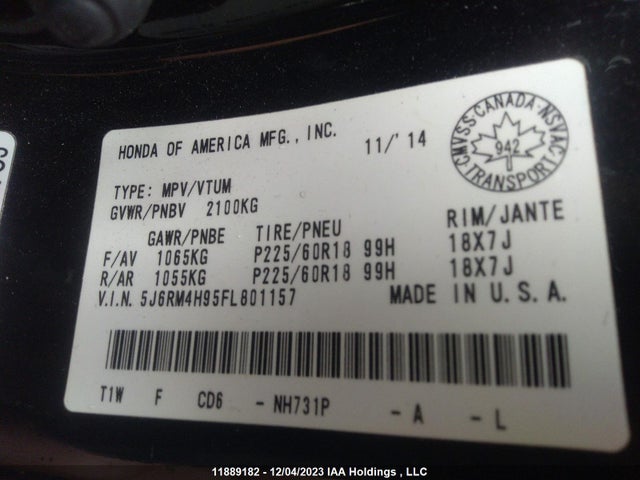 HONDA OF AMERICA MFG., INC. 11/'14
CMVSS · CANADA · NSVAC
942
TRANSPORT
TYPE: MPV/VTUM
GVWR/PNBV 2100KG
GAWR/PNBE TIRE/PNEU RIM/JANTE
F/AV 1065KG P225/60R18 99H 18X7J
R/AR 1055KG P225/60R18 99H 18X7J
V.I.N. 5J6RM4H95FL801157 MADE IN U.S.A.
T1W F CD6 - NH731P - A - L
11889182 - 12/04/2023 IAA Holdings , LLC